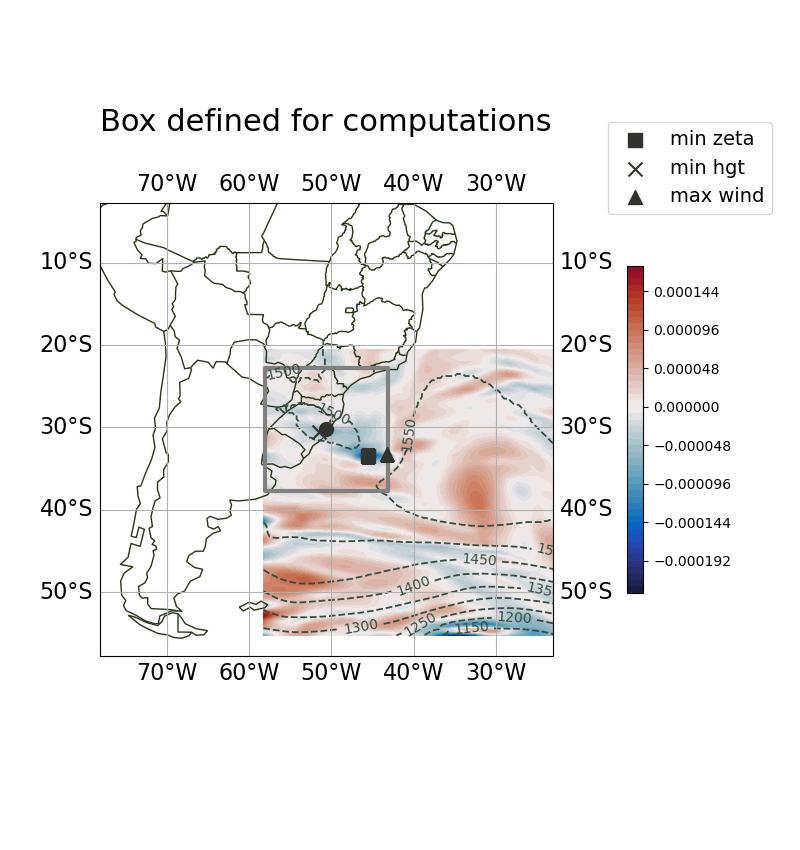 Box defined for computations
min zeta
min hgt
max wind
70°W 60°W 50°W 40°W 30°W
10°S 10°S
20°S 20°S
30°S 30°S
40°S 40°S
50°S 50°S
70°W 60°W 50°W 40°W 30°W
1500
1500
1550
15
1450
1400
135
1300
1250
1200
1150
0.000144
0.000096
0.000048
0.000000
−0.000048
−0.000096
−0.000144
−0.000192